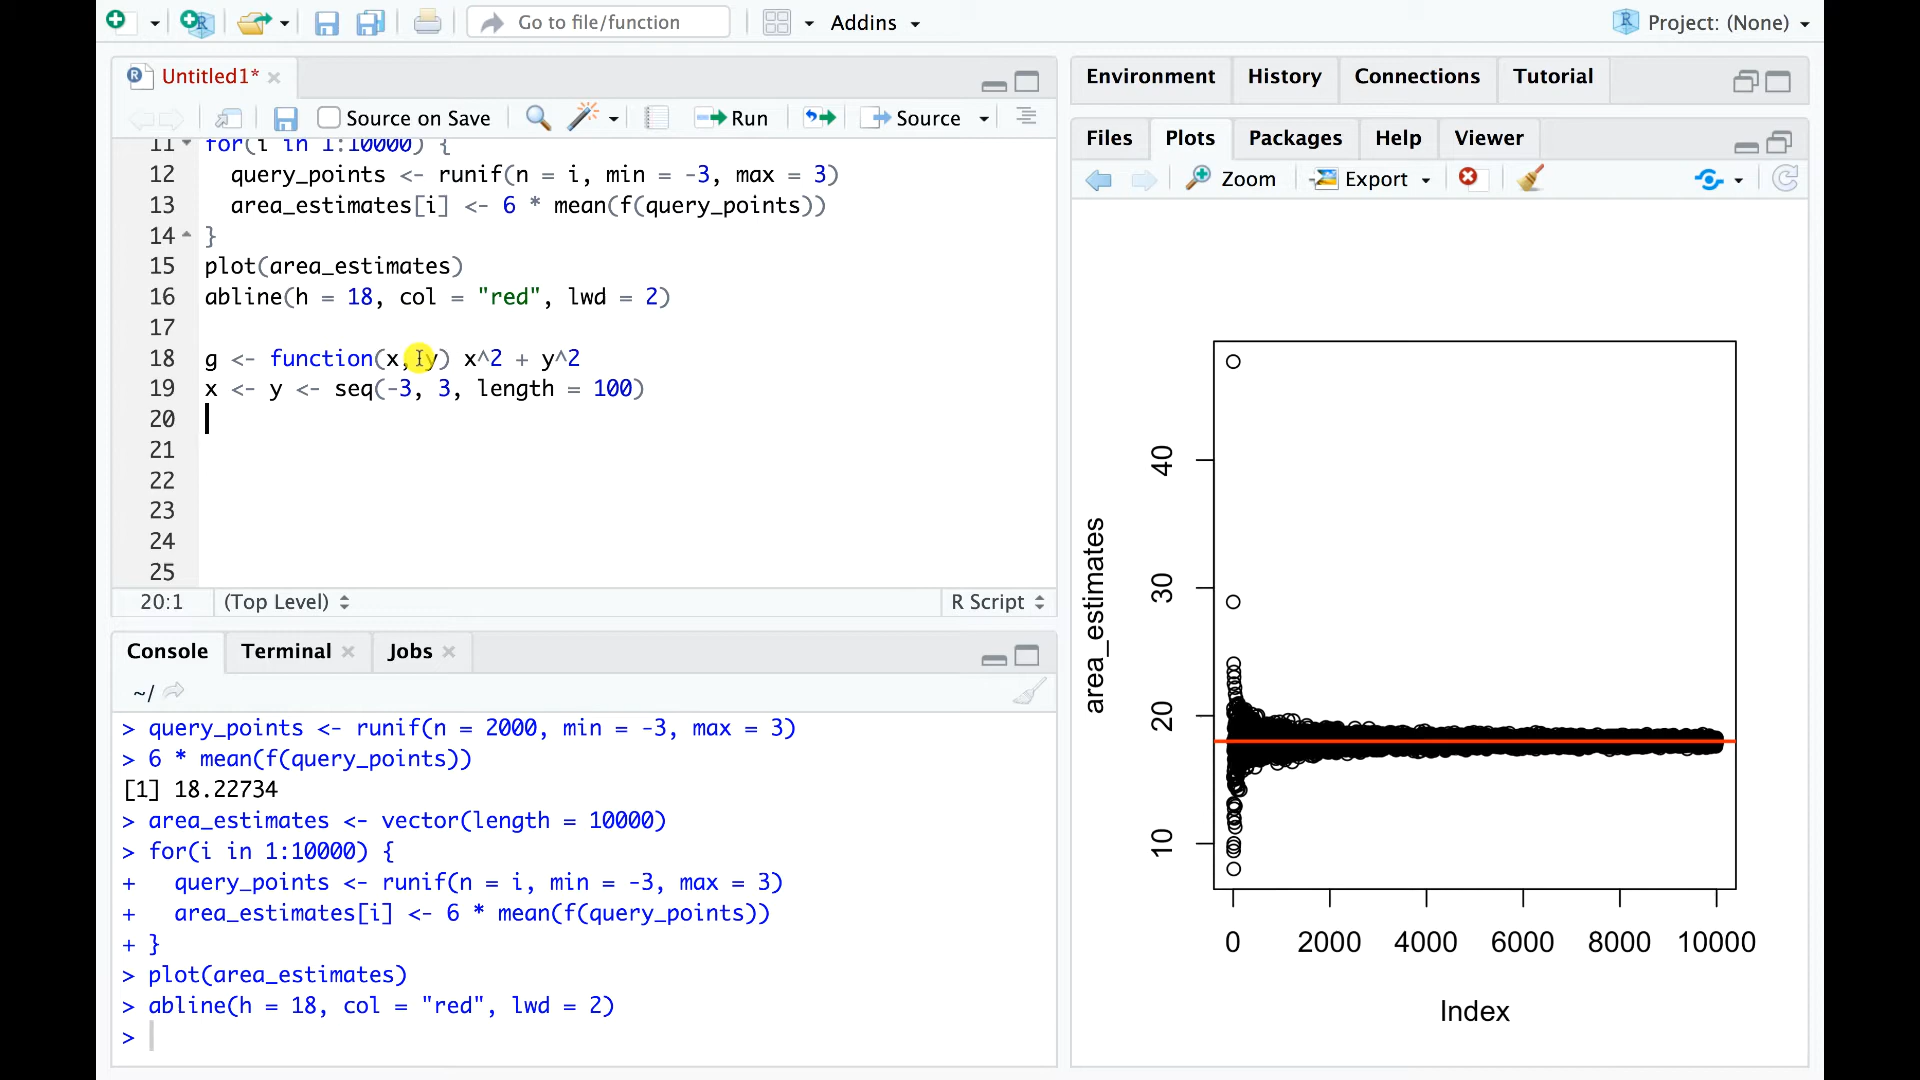 Go to file/function
Addins
Project: (None)
Untitled1*
Source on Save
Run
Source
11 for(i in 1:10000) {
12 query_points <- runif(n = i, min = -3, max = 3)
13 area_estimates[i] <- 6 * mean(f(query_points))
14 }
15 plot(area_estimates)
16 abline(h = 18, col = "red", lwd = 2)
17
18 g <- function(x, y) x^2 + y^2
19 x <- y <- seq(-3, 3, length = 100)
20
21
22
23
24
25
20:1 (Top Level) R Script
Console Terminal Jobs
~/
> query_points <- runif(n = 2000, min = -3, max = 3)
> 6 * mean(f(query_points))
[1] 18.22734
> area_estimates <- vector(length = 10000)
> for(i in 1:10000) {
+ query_points <- runif(n = i, min = -3, max = 3)
+ area_estimates[i] <- 6 * mean(f(query_points))
+ }
> plot(area_estimates)
> abline(h = 18, col = "red", lwd = 2)
>
Environment History Connections Tutorial
Files Plots Packages Help Viewer
Zoom Export
area_estimates
40
30
20
10
0 2000 4000 6000 8000 10000
Index